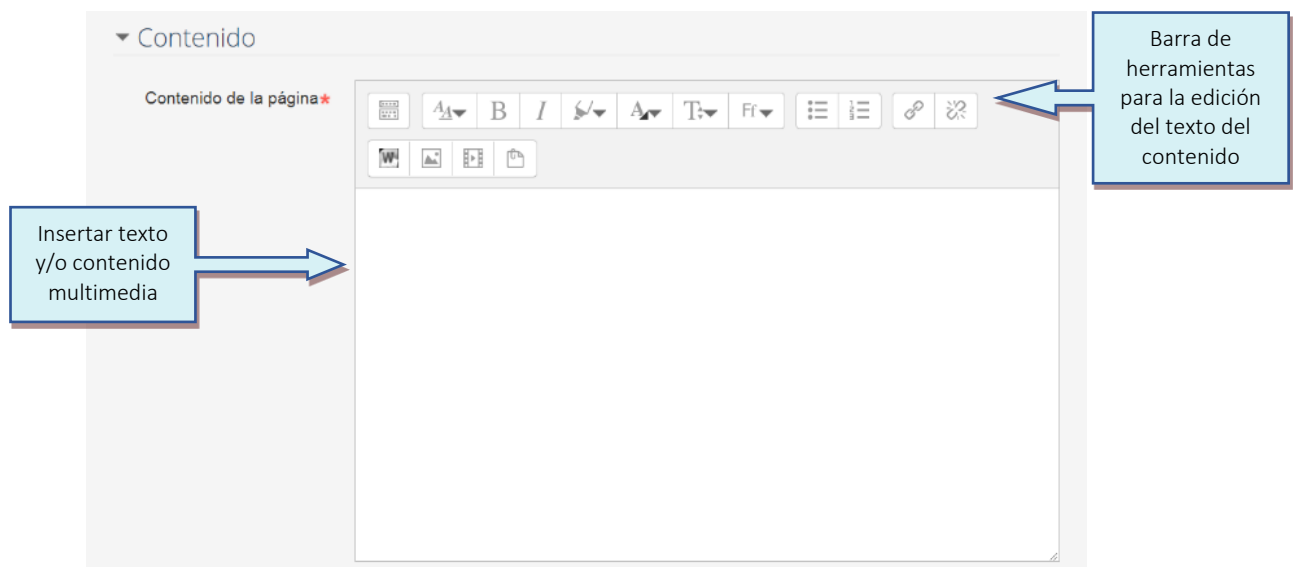 Contenido
Contenido de la página*
Barra de
herramientas
para la edición
del texto del
contenido
Insertar texto
y/o contenido
multimedia